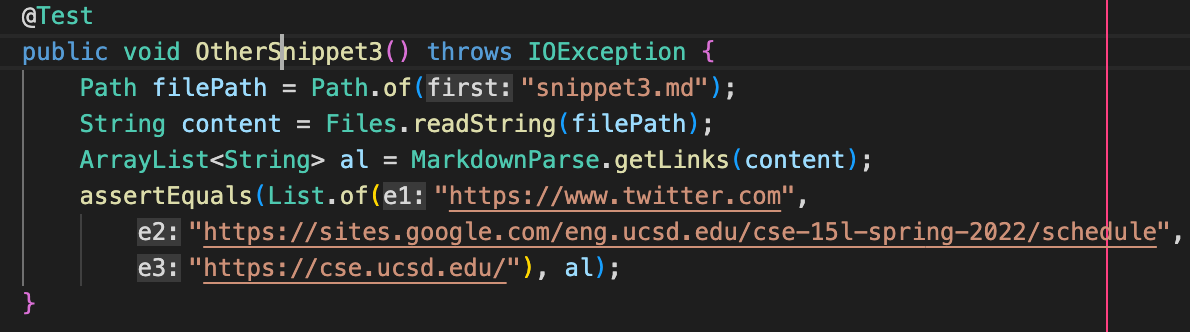 @Test
public void OtherSnippet3() throws IOException {
Path filePath = Path.of(first: "snippet3.md");
String content = Files.readString(filePath);
ArrayList<String> al = MarkdownParse.getLinks(content);
assertEquals(List.of(e1: "https://www.twitter.com",
e2: "https://sites.google.com/eng.ucsd.edu/cse-15l-spring-2022/schedule",
e3: "https://cse.ucsd.edu/"), al);
}